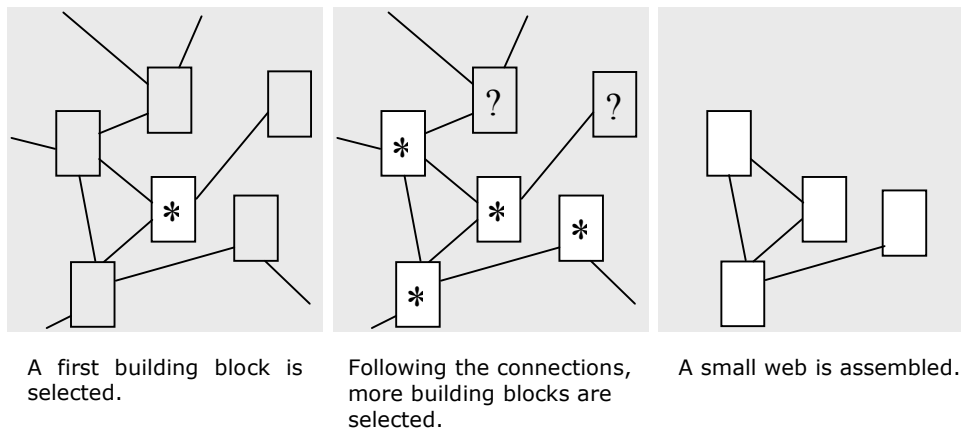 *
?
?
*
*
*
*
A first building block is
selected.
Following the connections,
more building blocks are
selected.
A small web is assembled.